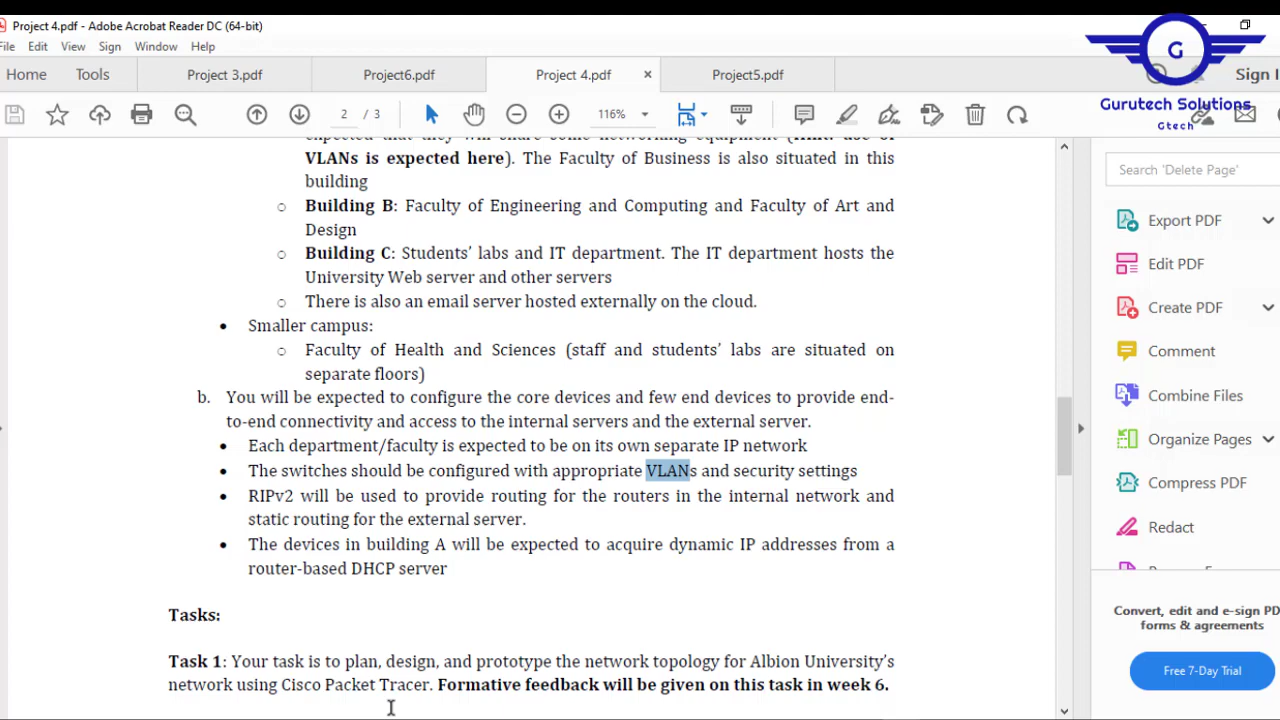 Project 4.pdf - Adobe Acrobat Reader DC (64-bit)
File Edit View Sign Window Help
Home Tools Project 3.pdf Project6.pdf Project 4.pdf × Project5.pdf Sign I
G
Gurutech Solutions
Gtech
2 / 3 116%
expected that they will share some networking equipment (Hint: use of
VLANs is expected here). The Faculty of Business is also situated in this
building
○ Building B: Faculty of Engineering and Computing and Faculty of Art and
Design
○ Building C: Students' labs and IT department. The IT department hosts the
University Web server and other servers
○ There is also an email server hosted externally on the cloud.
• Smaller campus:
○ Faculty of Health and Sciences (staff and students' labs are situated on
separate floors)
b. You will be expected to configure the core devices and few end devices to provide end-
to-end connectivity and access to the internal servers and the external server.
• Each department/faculty is expected to be on its own separate IP network
• The switches should be configured with appropriate VLANs and security settings
• RIPv2 will be used to provide routing for the routers in the internal network and
static routing for the external server.
• The devices in building A will be expected to acquire dynamic IP addresses from a
router-based DHCP server
Tasks:
Task 1: Your task is to plan, design, and prototype the network topology for Albion University's
network using Cisco Packet Tracer. Formative feedback will be given on this task in week 6.
Search 'Delete Page'
Export PDF
Edit PDF
Create PDF
Comment
Combine Files
Organize Pages
Compress PDF
Redact
Convert, edit and e-sign PD
forms & agreements
Free 7-Day Trial